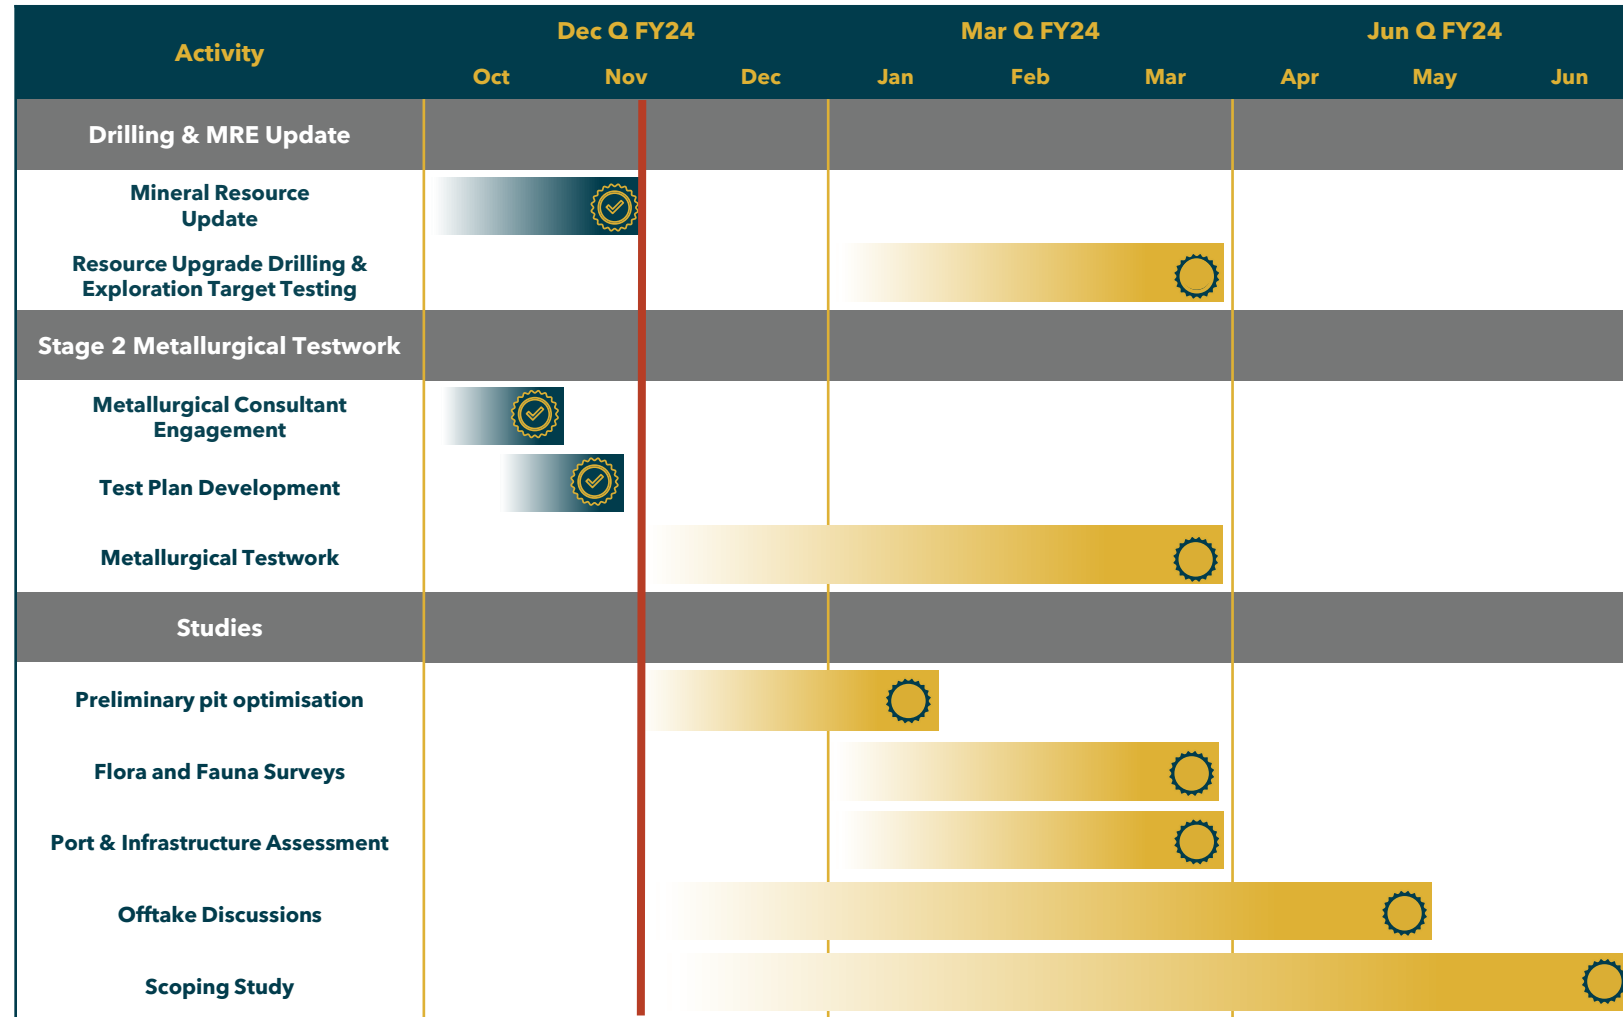 Activity
Dec Q FY24
Mar Q FY24
Jun Q FY24
Oct
Nov
Dec
Jan
Feb
Mar
Apr
May
Jun
Drilling & MRE Update
Mineral Resource
Update
Resource Upgrade Drilling &
Exploration Target Testing
Stage 2 Metallurgical Testwork
Metallurgical Consultant
Engagement
Test Plan Development
Metallurgical Testwork
Studies
Preliminary pit optimisation
Flora and Fauna Surveys
Port & Infrastructure Assessment
Offtake Discussions
Scoping Study